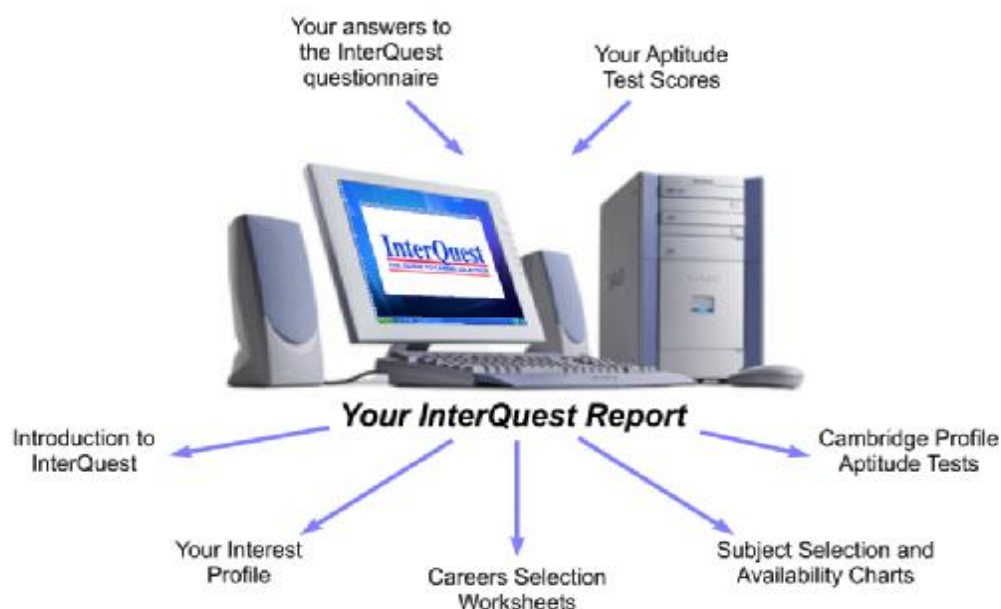 Your answers to
the InterQuest
questionnaire
Your Aptitude
Test Scores
InterQuest
Your InterQuest Report
Introduction to
InterQuest
Cambridge Profile
Aptitude Tests
Your Interest
Profile
Careers Selection
Worksheets
Subject Selection and
Availability Charts